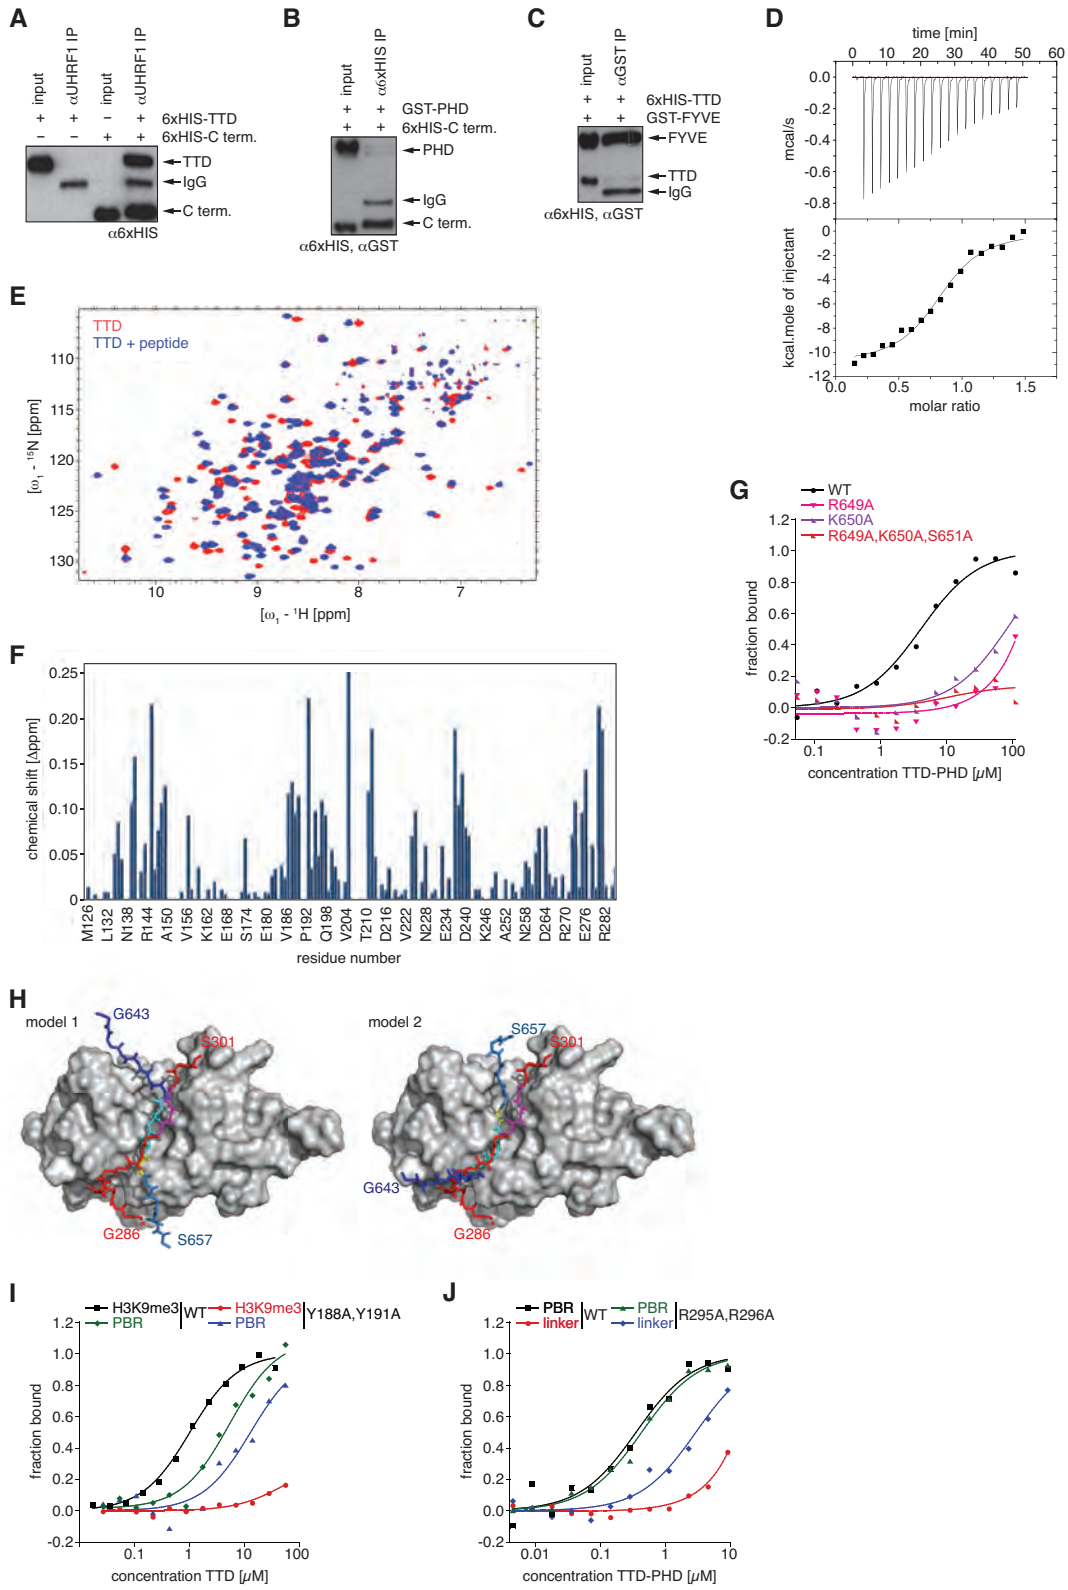 A
input
αUHRF1 IP
input
αUHRF1 IP
+ + – + 6xHIS-TTD
– – + + 6xHIS-C term.
TTD
IgG
C term.
α6xHIS
B
input
α6xHIS IP
+ + GST-PHD
+ + 6xHIS-C term.
PHD
IgG
C term.
α6xHIS, αGST
C
input
αGST IP
+ + 6xHIS-TTD
+ + GST-FYVE
FYVE
TTD
IgG
α6xHIS, αGST
D
time [min]
0 10 20 30 40 50 60
0.0
-0.2
-0.4
-0.6
-0.8
mcal/s
0
-2
-4
-6
-8
-10
-12
kcal.mole of injectant
0.0 0.5 1.0 1.5
molar ratio
E
TTD
TTD + peptide
110
115
120
125
130
[ω1 - 15N [ppm]
10 9 8 7
[ω1 - 1H [ppm]
F
0.25
0.20
0.15
0.10
0.05
0
chemical shift [Δppm]
M126 L132 N138 R144 A150 V156 K162 E168 S174 E180 V186 P192 Q198 V204 T210 D216 V222 N228 E234 D240 K246 A252 N258 D264 R270 E276 R282
residue number
G
WT
R649A
K650A
R649A,K650A,S651A
1.2
1.0
0.8
0.6
0.4
0.2
0.0
-0.2
fraction bound
0.1 1 10 100
concentration TTD-PHD [µM]
H
model 1
G643
S301
G286
S657
model 2
S657
S301
G643
G286
I
H3K9me3 WT H3K9me3 Y188A,Y191A
PBR PBR
1.2
1.0
0.8
0.6
0.4
0.2
0.0
-0.2
fraction bound
0.1 1 10 100
concentration TTD [µM]
J
PBR WT PBR R295A,R296A
linker linker
1.2
1.0
0.8
0.6
0.4
0.2
0.0
-0.2
fraction bound
0.01 0.1 1 10
concentration TTD-PHD [µM]